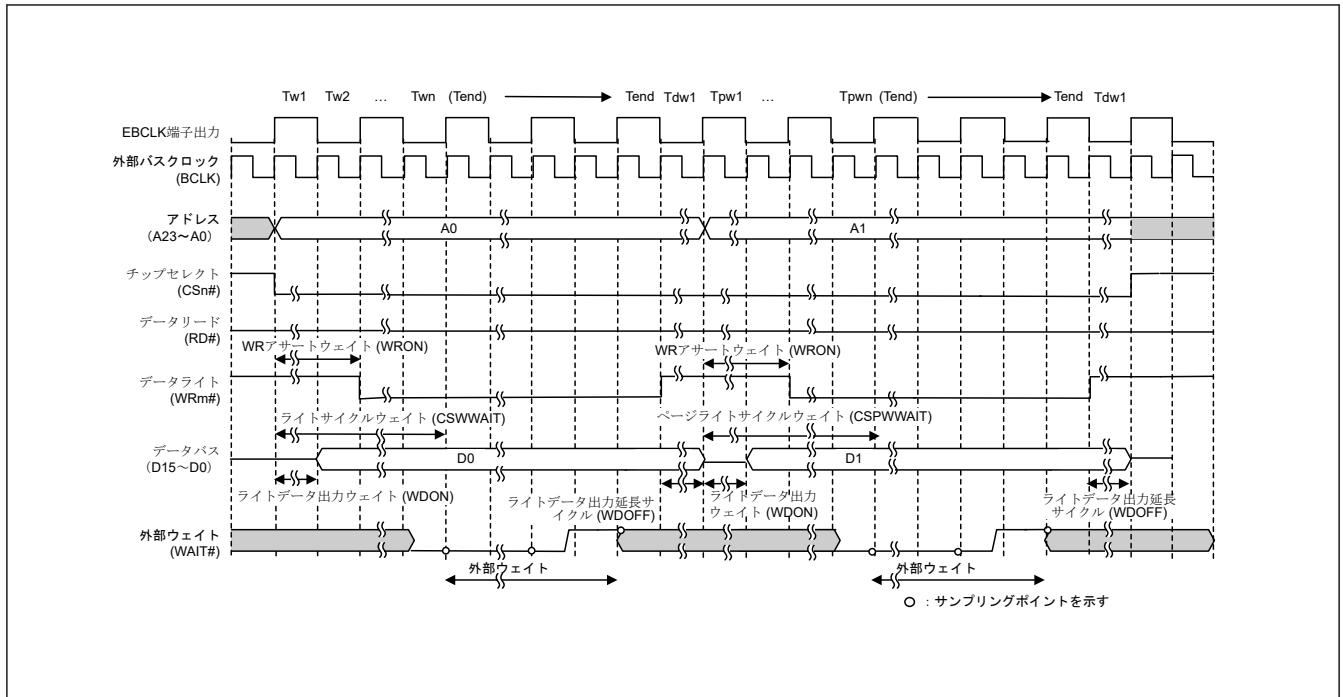 Tw1 Tw2 … Twn (Tend) Tend Tdw1 Tpw1 … Tpwn (Tend) Tend Tdw1
EBCLK端子出力
外部バスクロック
(BCLK)
アドレス
（A23～A0）
A0
A1
チップセレクト
(CSn#)
データリード
(RD#)
WRアサートウェイト (WRON)
WRアサートウェイト (WRON)
データライト
(WRm#)
ライトサイクルウェイト (CSWWAIT)
ページライトサイクルウェイト (CSPWWAIT)
データバス
（D15～D0）
D0
D1
ライトデータ出力ウェイト (WDON)
ライトデータ出力延長サ
イクル (WDOFF)
ライトデータ出力
ウェイト (WDON)
ライトデータ出力延長
サイクル (WDOFF)
外部ウェイト
(WAIT#)
外部ウェイト
外部ウェイト
：サンプリングポイントを示す